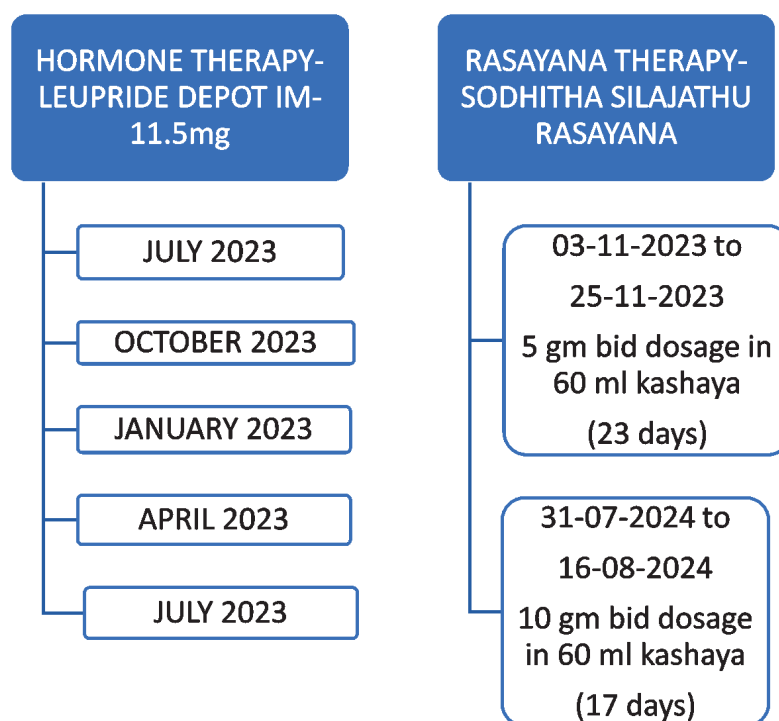 HORMONE THERAPY-
LEUPRIDE DEPOT IM-
11.5mg
JULY 2023
OCTOBER 2023
JANUARY 2023
APRIL 2023
JULY 2023
RASAYANA THERAPY-
SODHITHA SILAJATHU
RASAYANA
03-11-2023 to
25-11-2023
5 gm bid dosage in
60 ml kashaya
(23 days)
31-07-2024 to
16-08-2024
10 gm bid dosage
in 60 ml kashaya
(17 days)